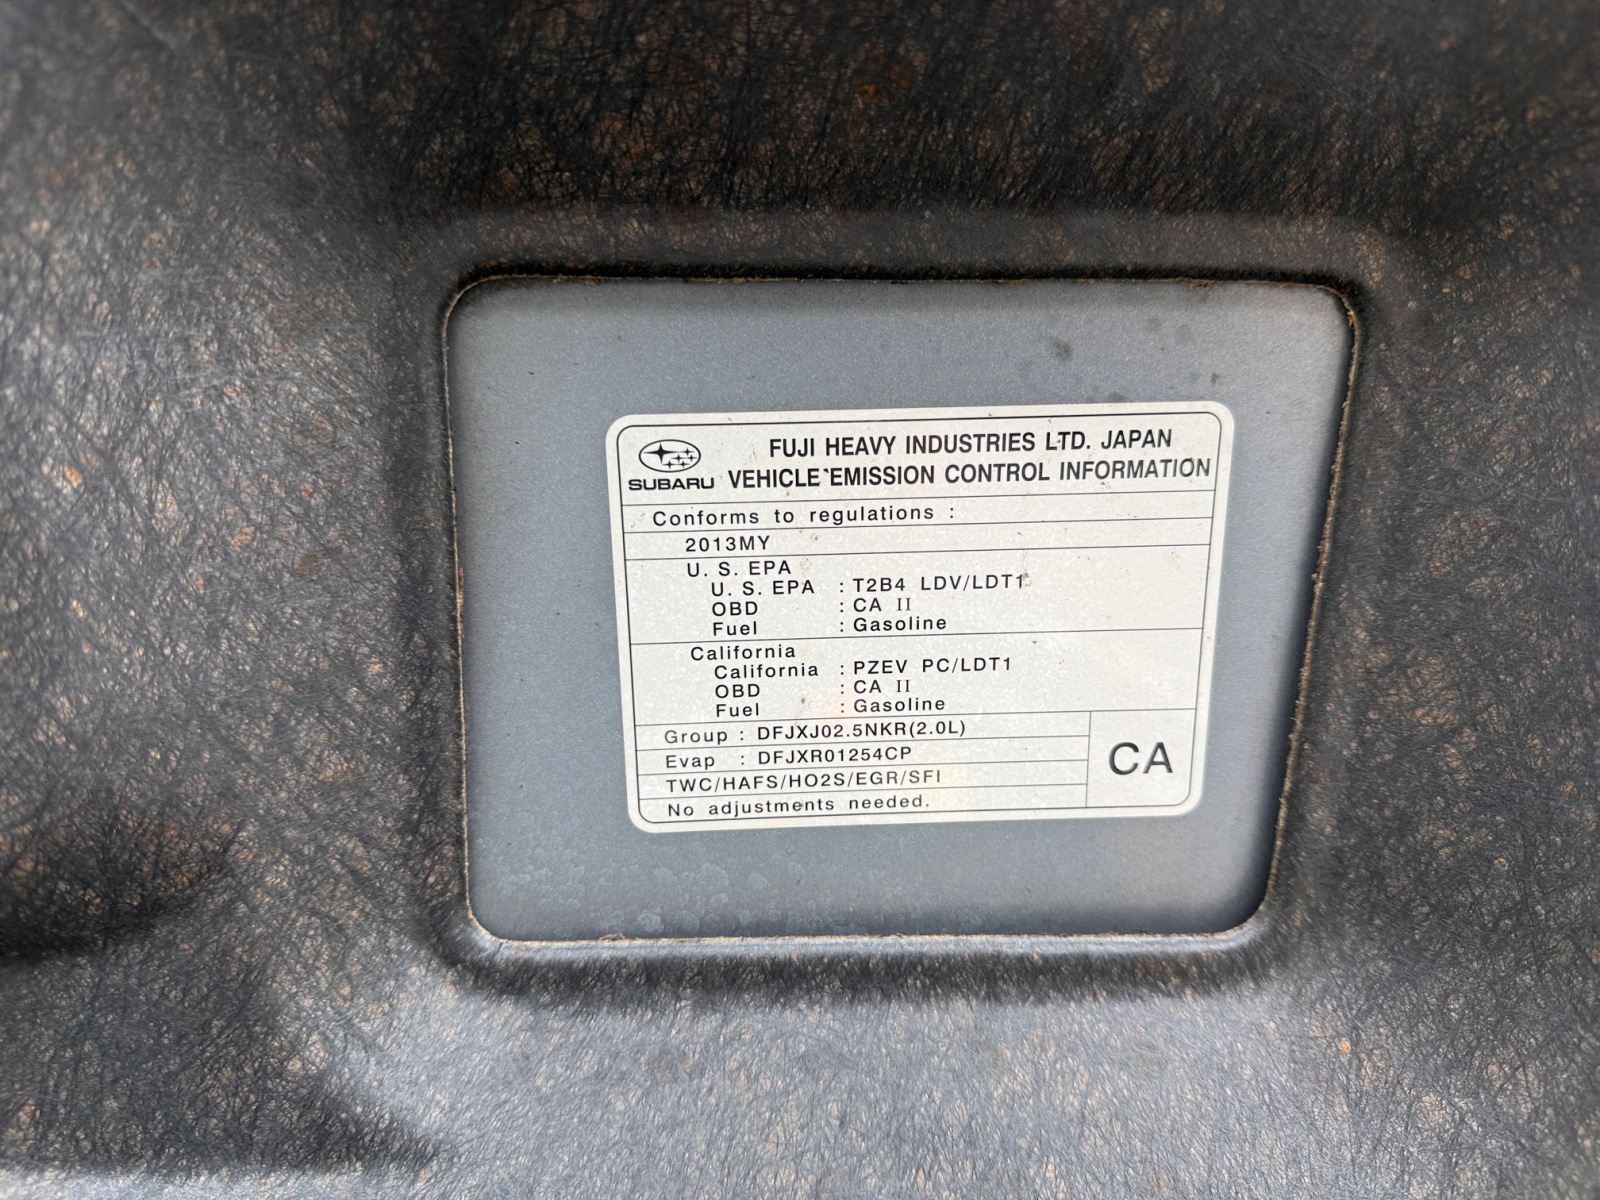 FUJI HEAVY INDUSTRIES LTD. JAPAN
SUBARU VEHICLE EMISSION CONTROL INFORMATION
Conforms to regulations :
2013MY
U. S. EPA
U. S. EPA : T2B4 LDV/LDT1
OBD : CA II
Fuel : Gasoline
California
California : PZEV PC/LDT1
OBD : CA II
Fuel : Gasoline
Group : DFJXJ02.5NKR(2.0L)
Evap : DFJXR01254CP
TWC/HAFS/HO2S/EGR/SFI
No adjustments needed.
CA